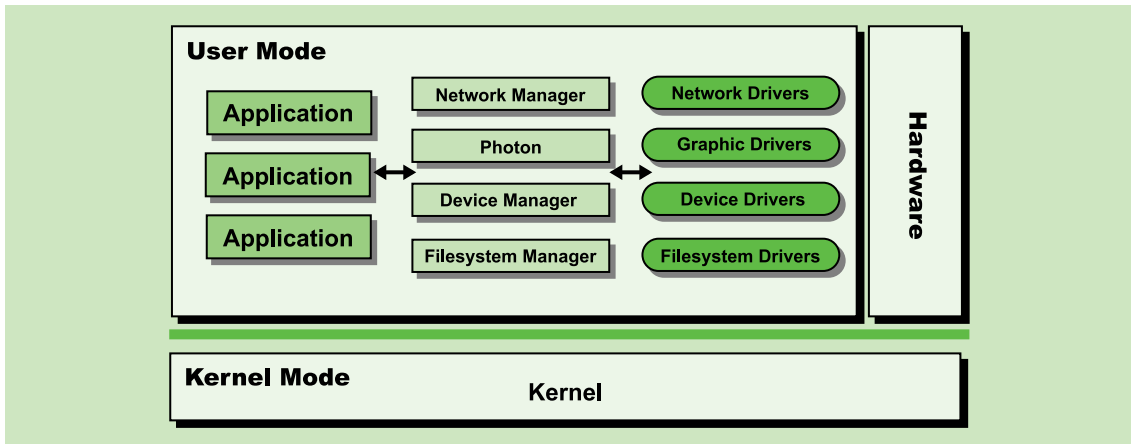 User Mode
Application
Application
Application
Network Manager
Photon
Device Manager
Filesystem Manager
Network Drivers
Graphic Drivers
Device Drivers
Filesystem Drivers
Hardware
Kernel Mode
Kernel